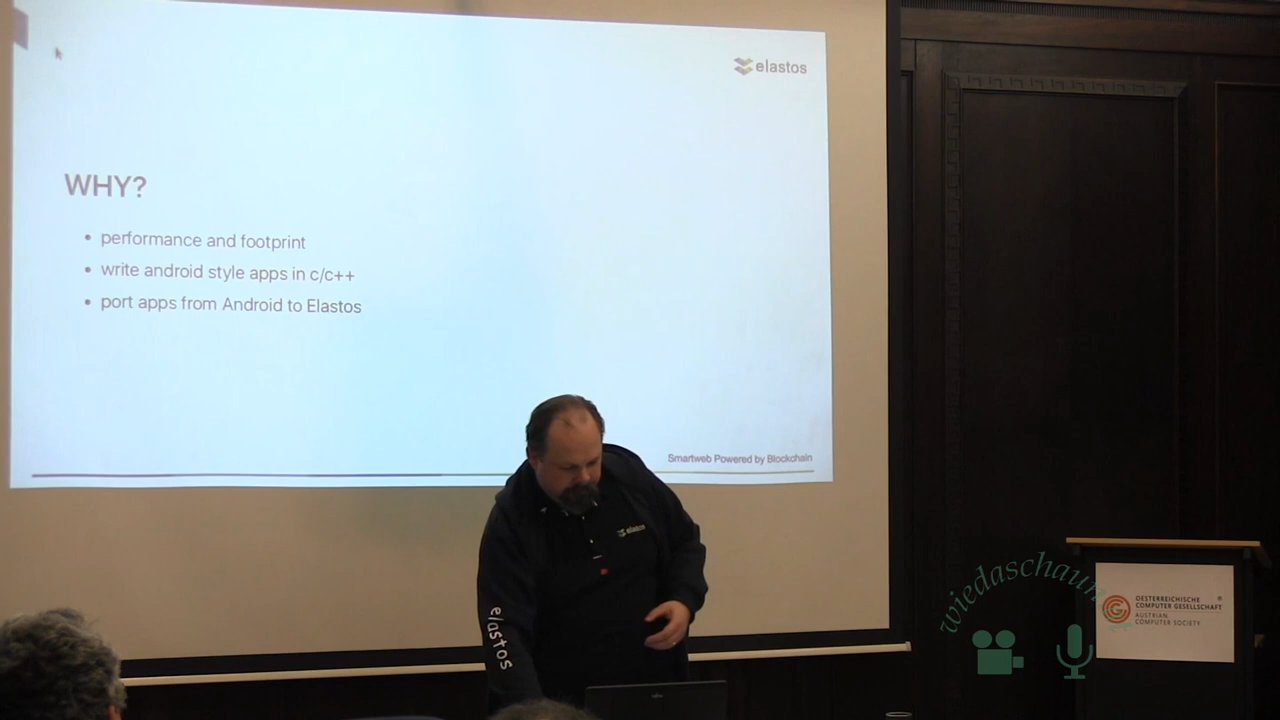 elastos
WHY?
• performance and footprint
• write android style apps in c/c++
• port apps from Android to Elastos
Smartweb Powered by Blockchain
elastos
elastos
wiedaschaun
OESTERREICHISCHE
COMPUTER GESELLSCHAFT
AUSTRIAN
COMPUTER SOCIETY